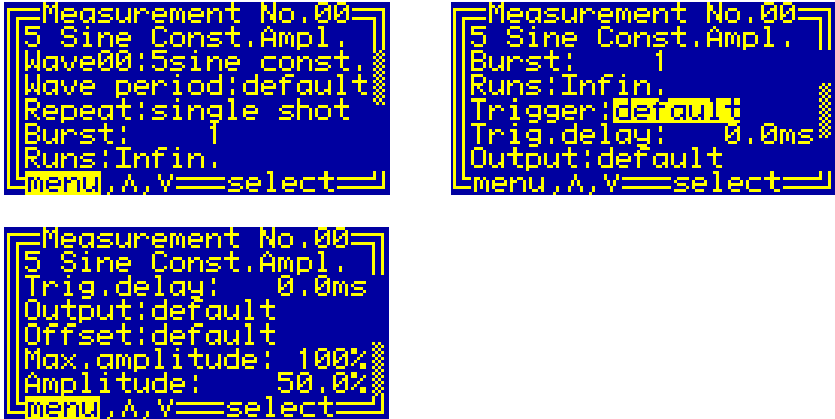 Measurement No.00
5 Sine Const.Ampl.
Wave00:5sine const.
Wave period:default
Repeat:single shot
Burst: 1
Runs:Infin.
menu,Λ,V select
Measurement No.00
5 Sine Const.Ampl.
Burst: 1
Runs:Infin.
Trigger:default
Trig.delay: 0.0ms
Output:default
menu,Λ,V select
Measurement No.00
5 Sine Const.Ampl.
Trig.delay: 0.0ms
Output:default
Offset:default
Max.amplitude: 100%
Amplitude: 50.0%
menu,Λ,V select